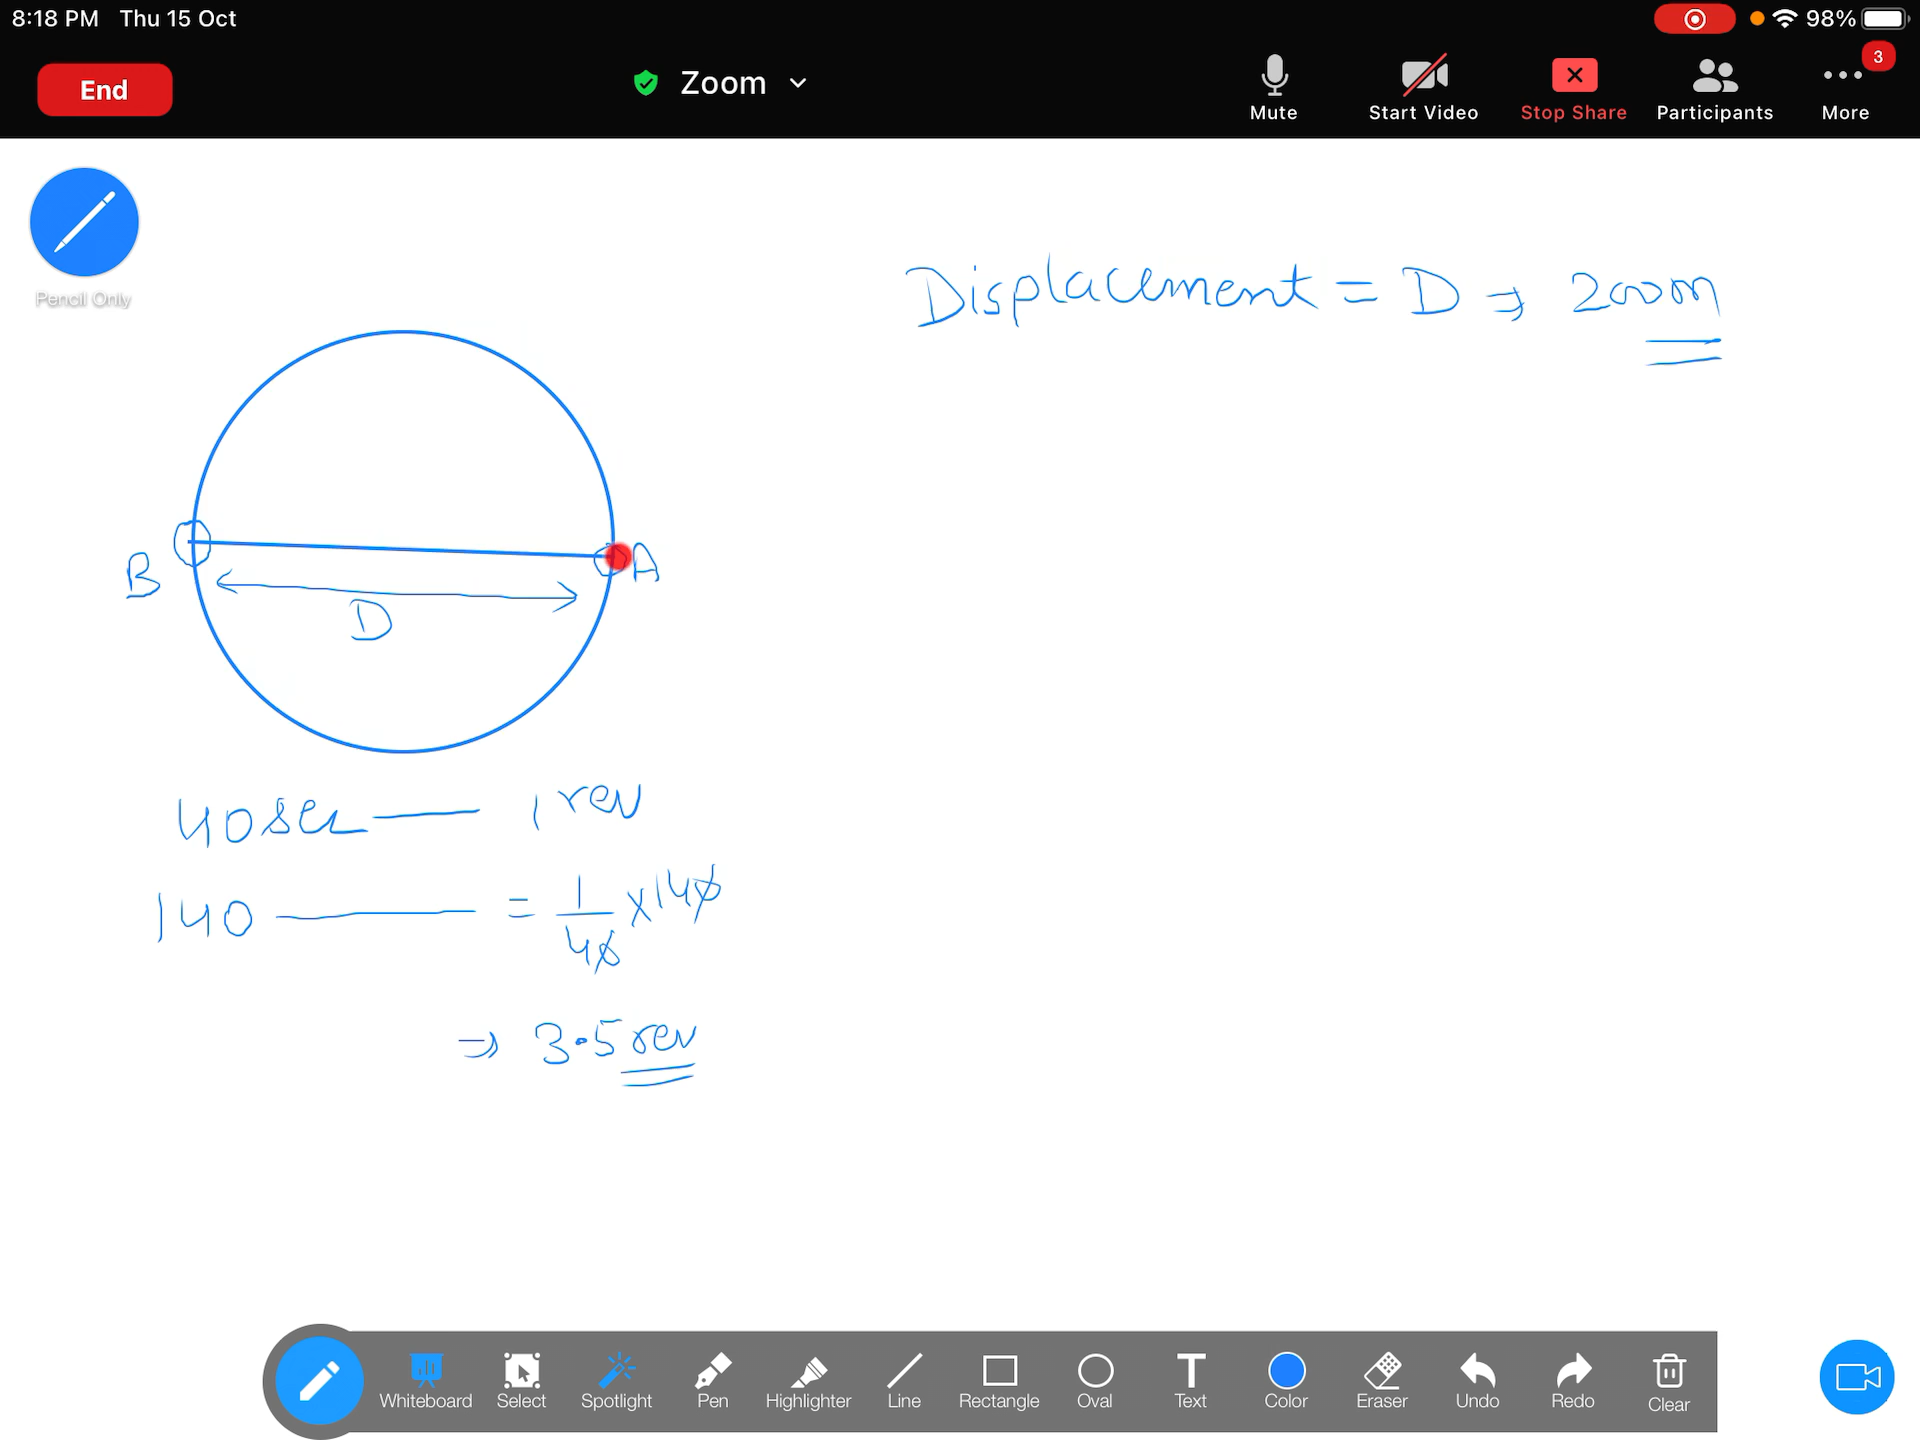 8:18 PM Thu 15 Oct
98%
End
Zoom
Mute
Start Video
Stop Share
Participants
More
3
Pencil Only
Displacement = D ⇒ 200m
B
A
D
40sec — 1 rev
140 — = 1/40 x 140
⇒ 3.5 rev
Whiteboard
Select
Spotlight
Pen
Highlighter
Line
Rectangle
Oval
Text
Color
Eraser
Undo
Redo
Clear